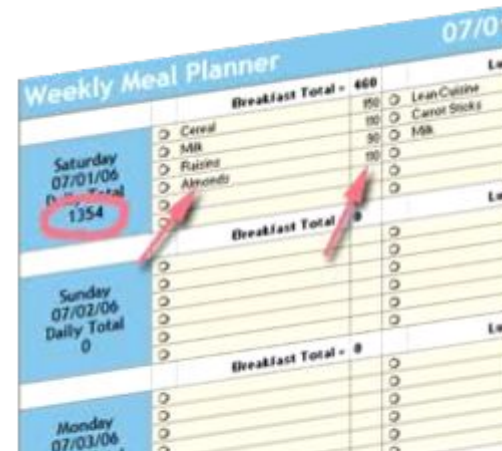 Weekly Meal Planner 07/0
Breakfast Total = 460
Cereal 150 Lean Cuisine
Milk 110 Carrot Sticks
Raisins 90 Milk
Almonds 110
Saturday
07/01/06
Daily Total
1354
Breakfast Total = 0
Sunday
07/02/06
Daily Total
0
Breakfast Total = 0
Monday
07/03/06